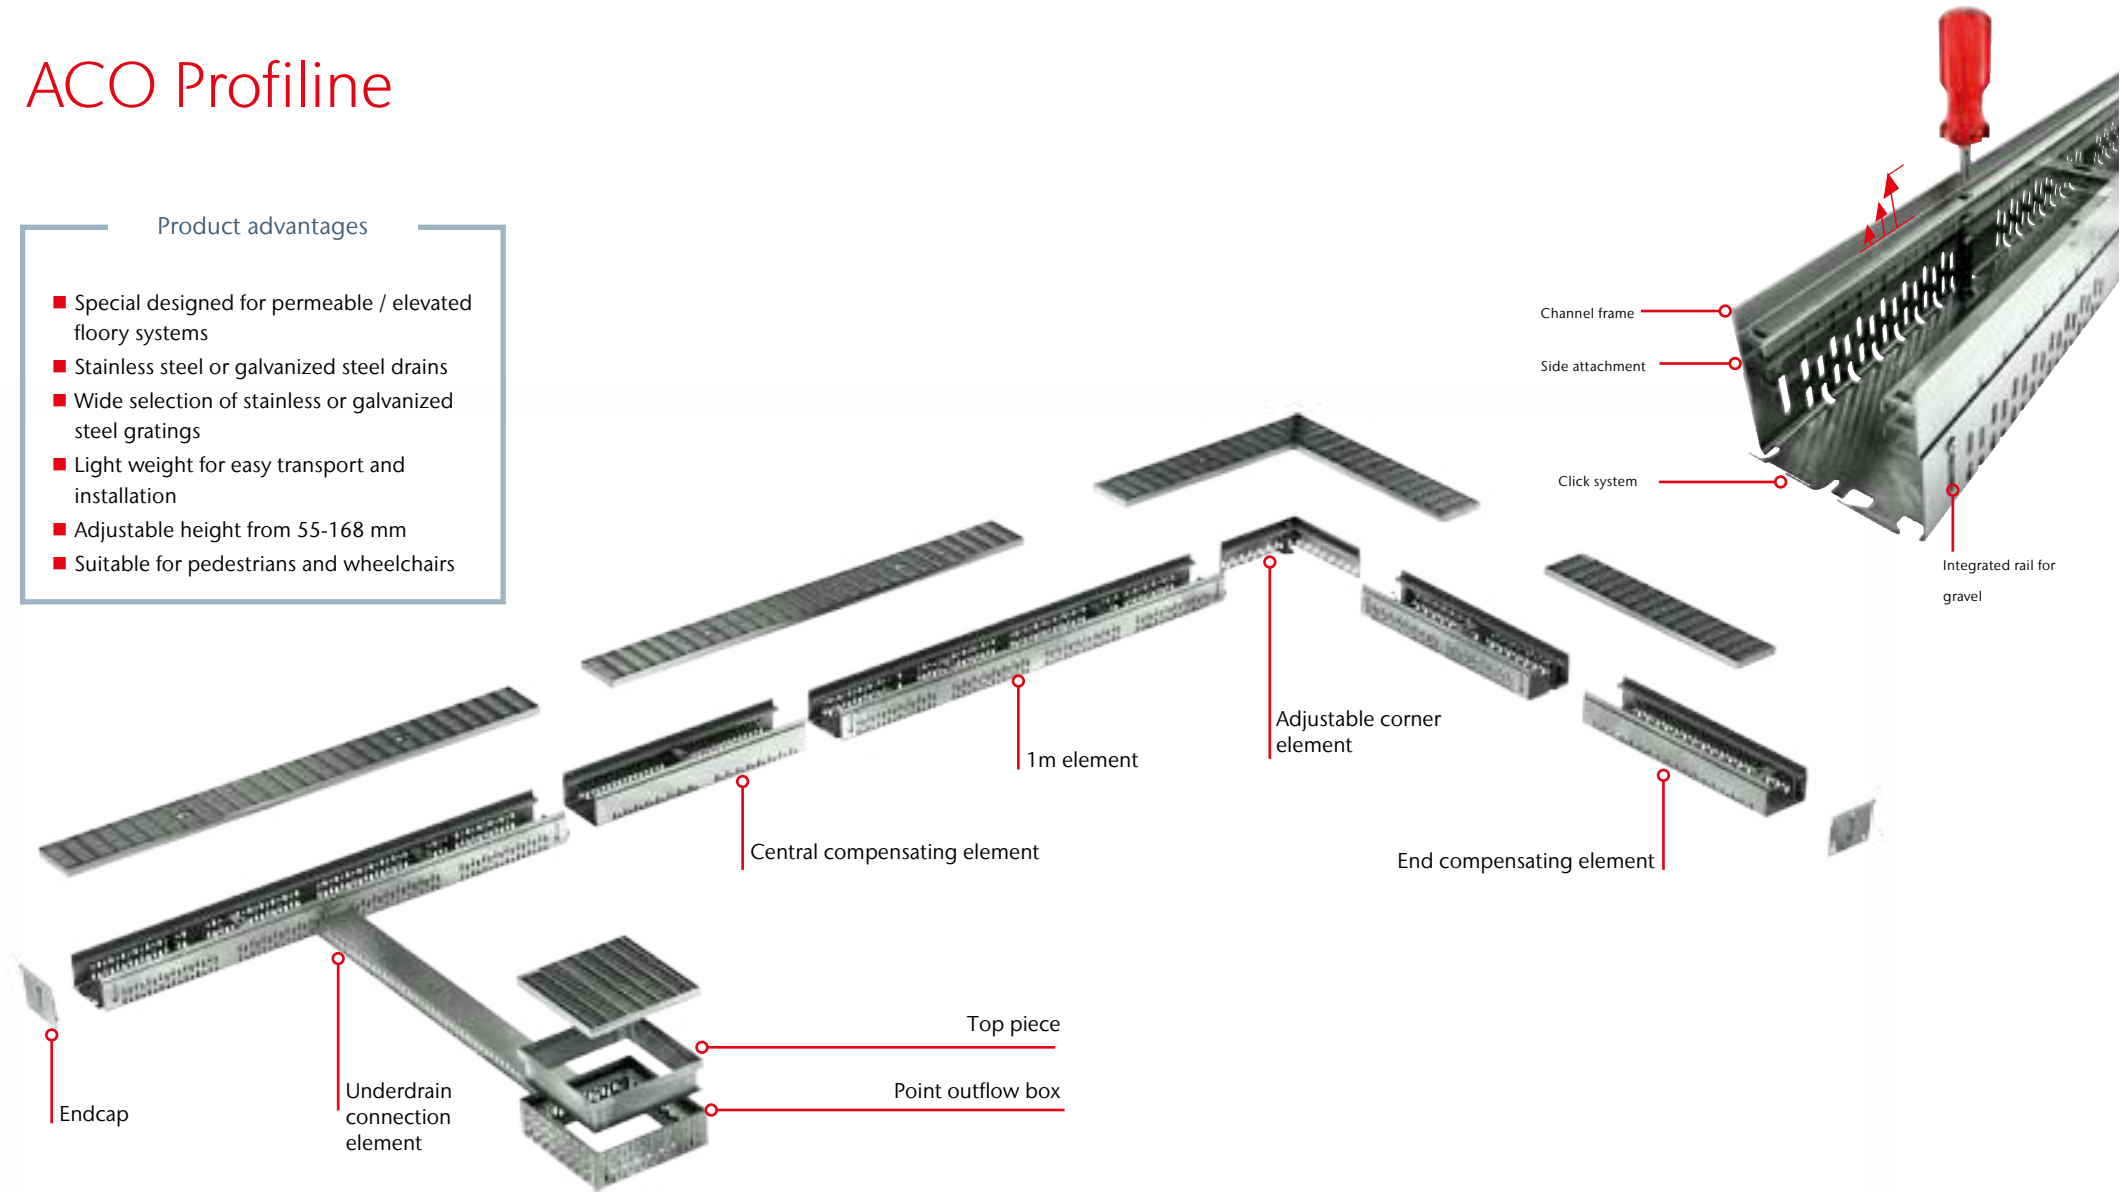 ACO Profiline
Product advantages
■ Special designed for permeable / elevated
floory systems
■ Stainless steel or galvanized steel drains
■ Wide selection of stainless or galvanized
steel gratings
■ Light weight for easy transport and
installation
■ Adjustable height from 55-168 mm
■ Suitable for pedestrians and wheelchairs
Channel frame
Side attachment
Click system
Integrated rail for
gravel
Adjustable corner
element
1m element
Central compensating element
End compensating element
Top piece
Point outflow box
Underdrain
connection
element
Endcap